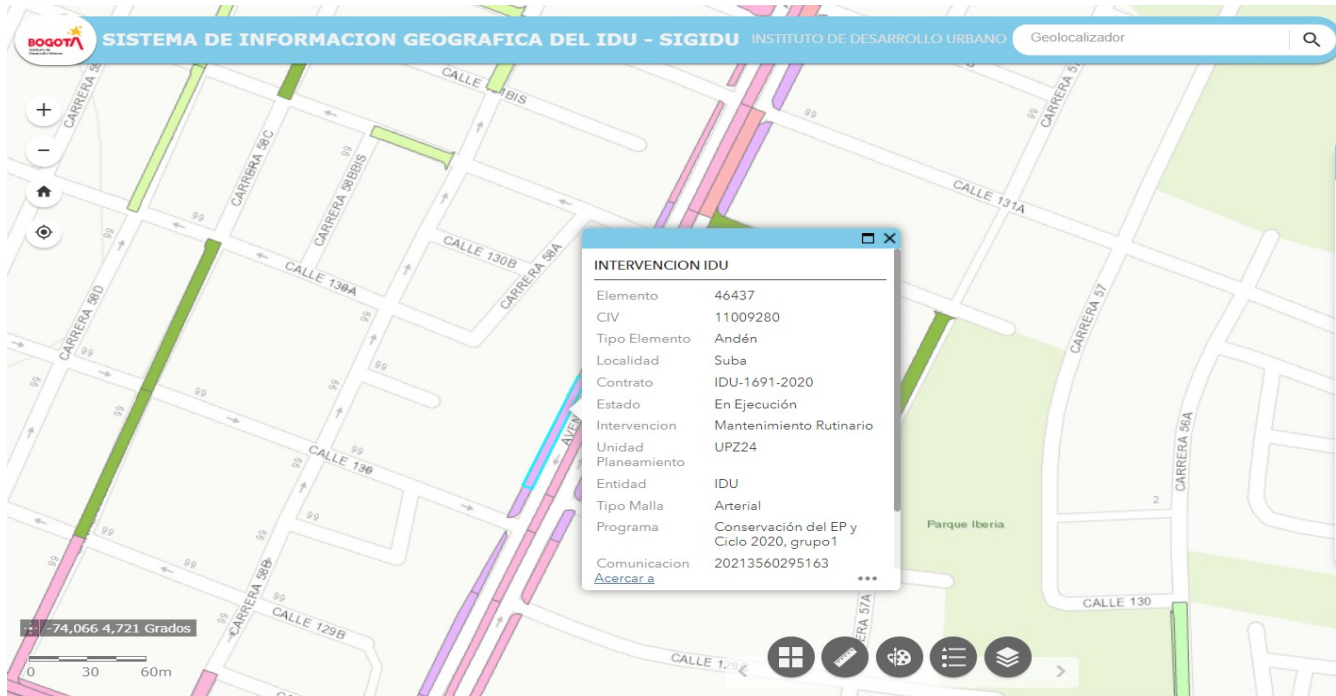 BOGOTÁ
SISTEMA DE INFORMACION GEOGRAFICA DEL IDU - SIGIDU INSTITUTO DE DESARROLLO URBANO
Geolocalizador
CALLE 131BIS
CARRERA 58C
CARRERA 58BBIS
CARRERA 58D
CALLE 131A
CALLE 130B
CARRERA 58A
CALLE 130A
CARRERA 57
CARRERA 56A
CALLE 130
CARRERA 58B
CALLE 129B
Parque Iberia
CALLE 130
INTERVENCION IDU
Elemento 46437
CIV 11009280
Tipo Elemento Andén
Localidad Suba
Contrato IDU-1691-2020
Estado En Ejecución
Intervencion Mantenimiento Rutinario
Unidad Planeamiento UPZ24
Entidad IDU
Tipo Malla Arterial
Programa Conservación del EP y
Ciclo 2020, grupo1
Comunicacion 20213560295163
Acercar a
-74,066 4,721 Grados
0 30 60m